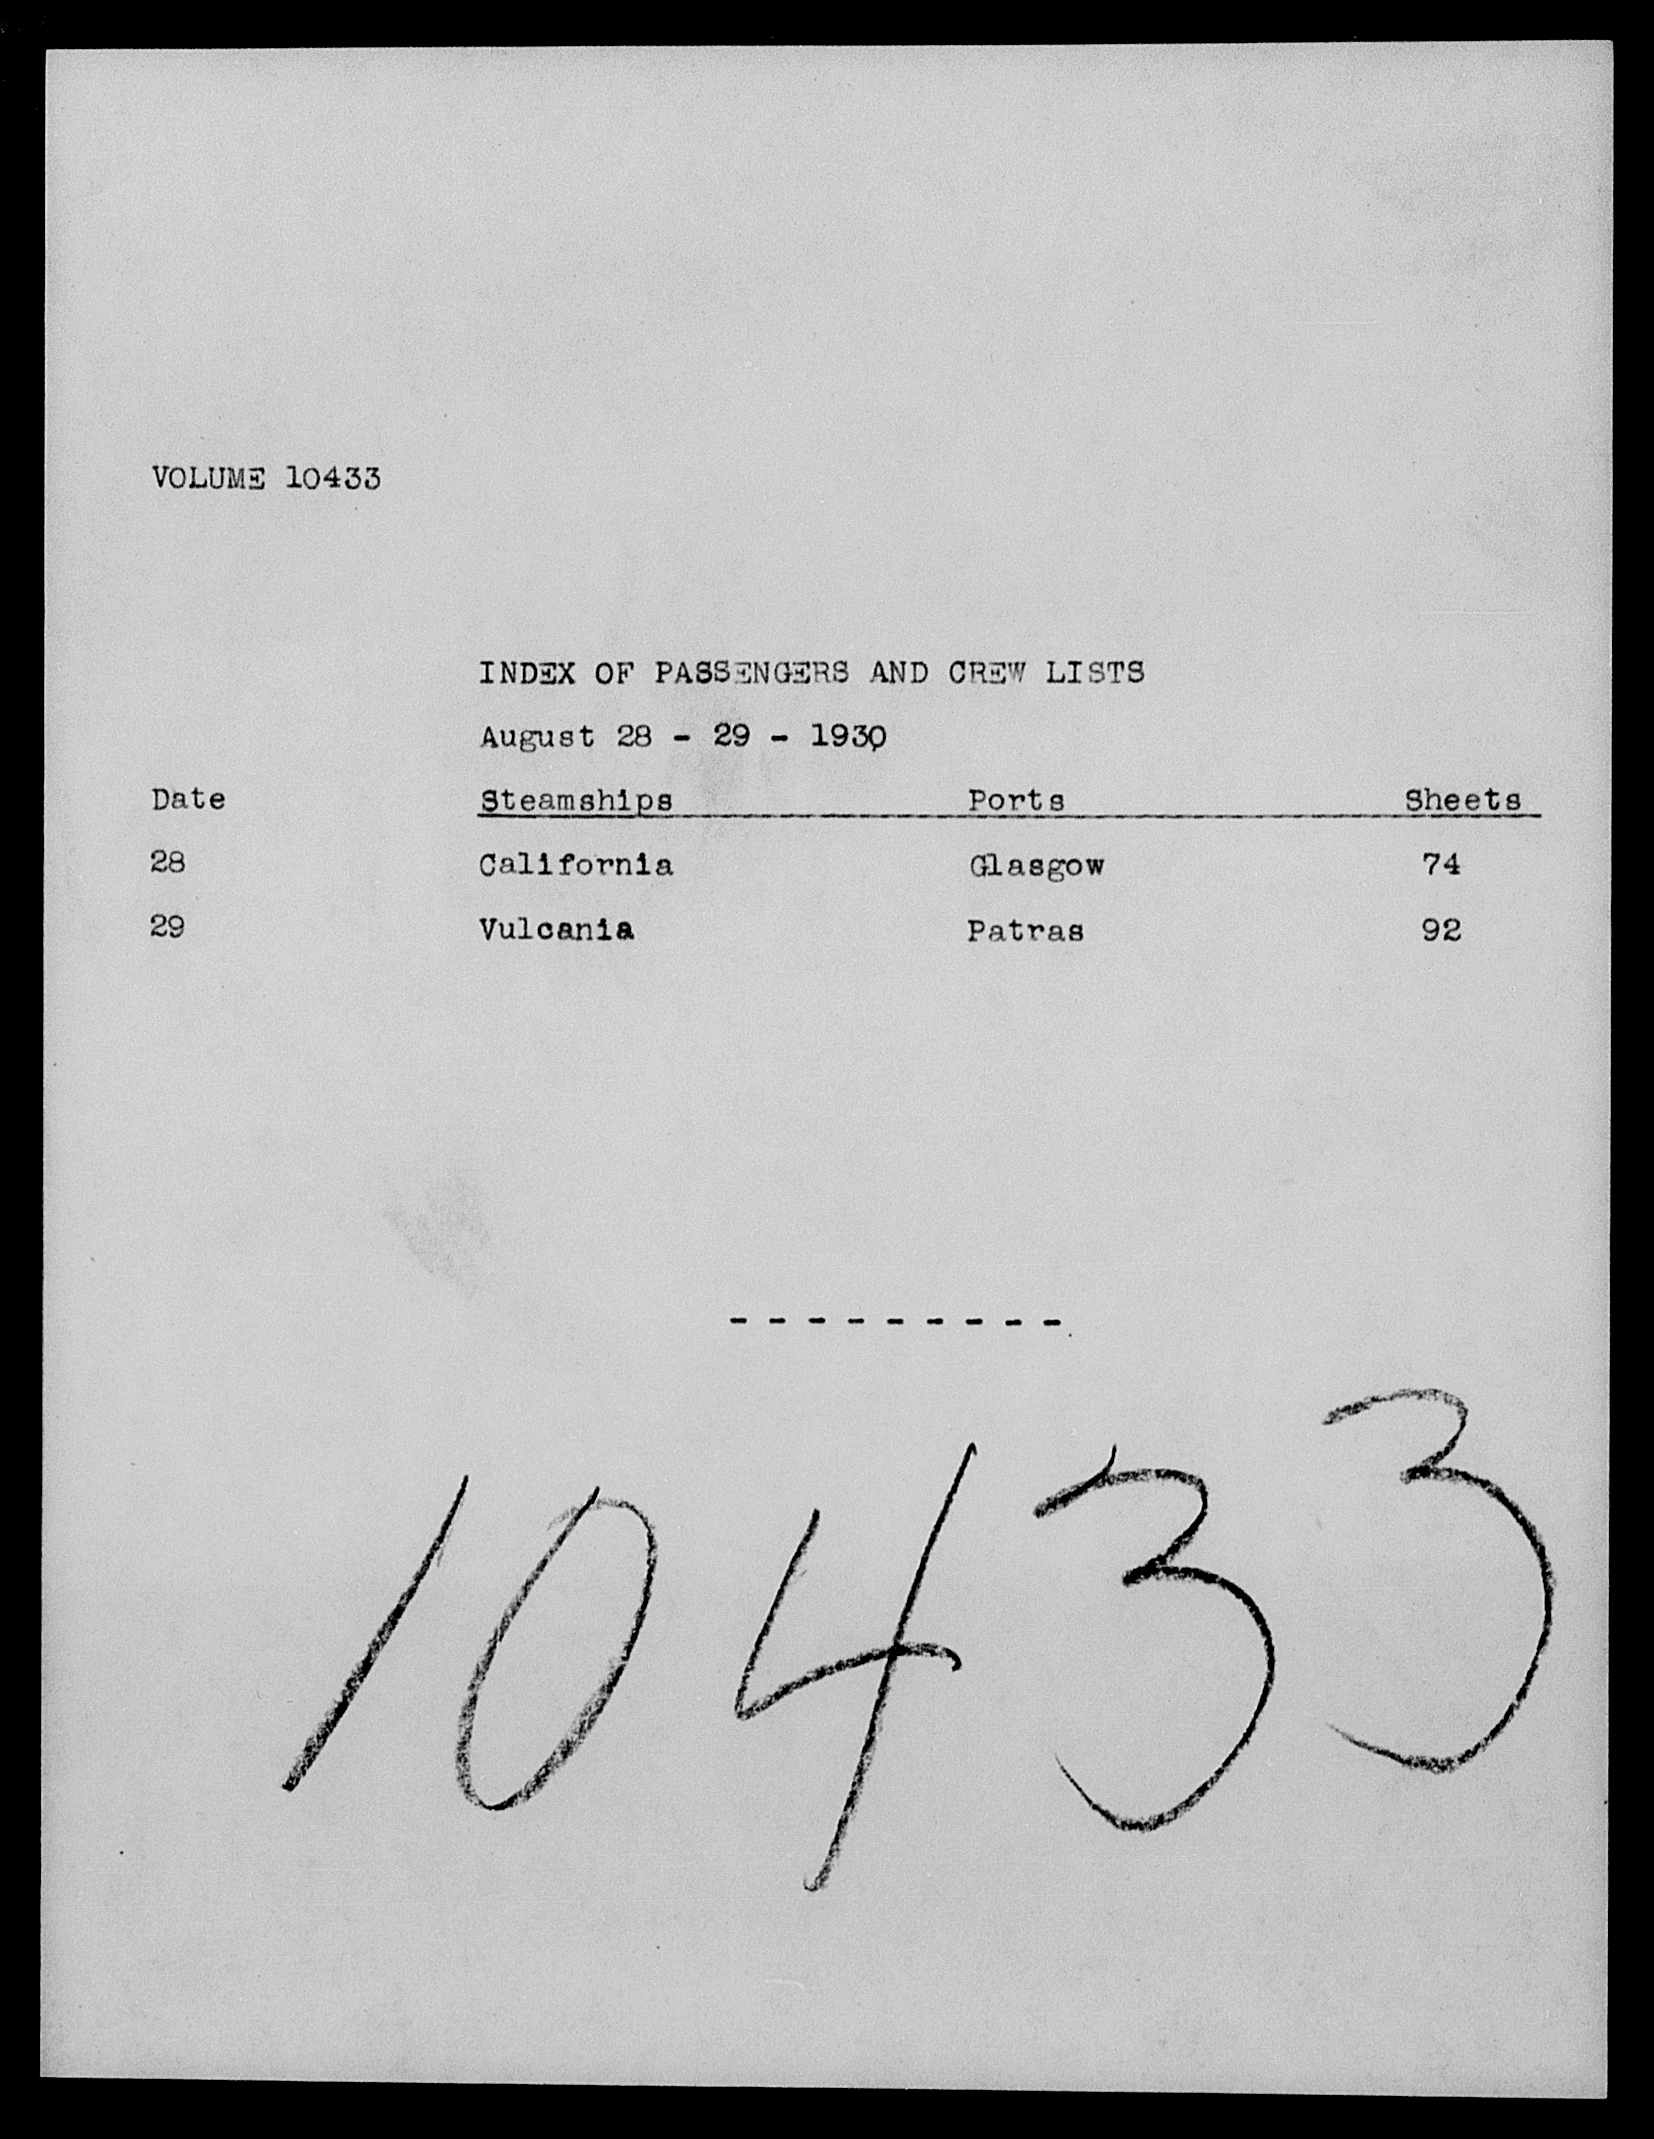 VOLUME 10433
INDEX OF PASSENGERS AND CREW LISTS
August 28 - 29 - 1930
Date Steamships Ports Sheets
28 California Glasgow 74
29 Vulcania Patras 92
- - - - - - - - -
10433